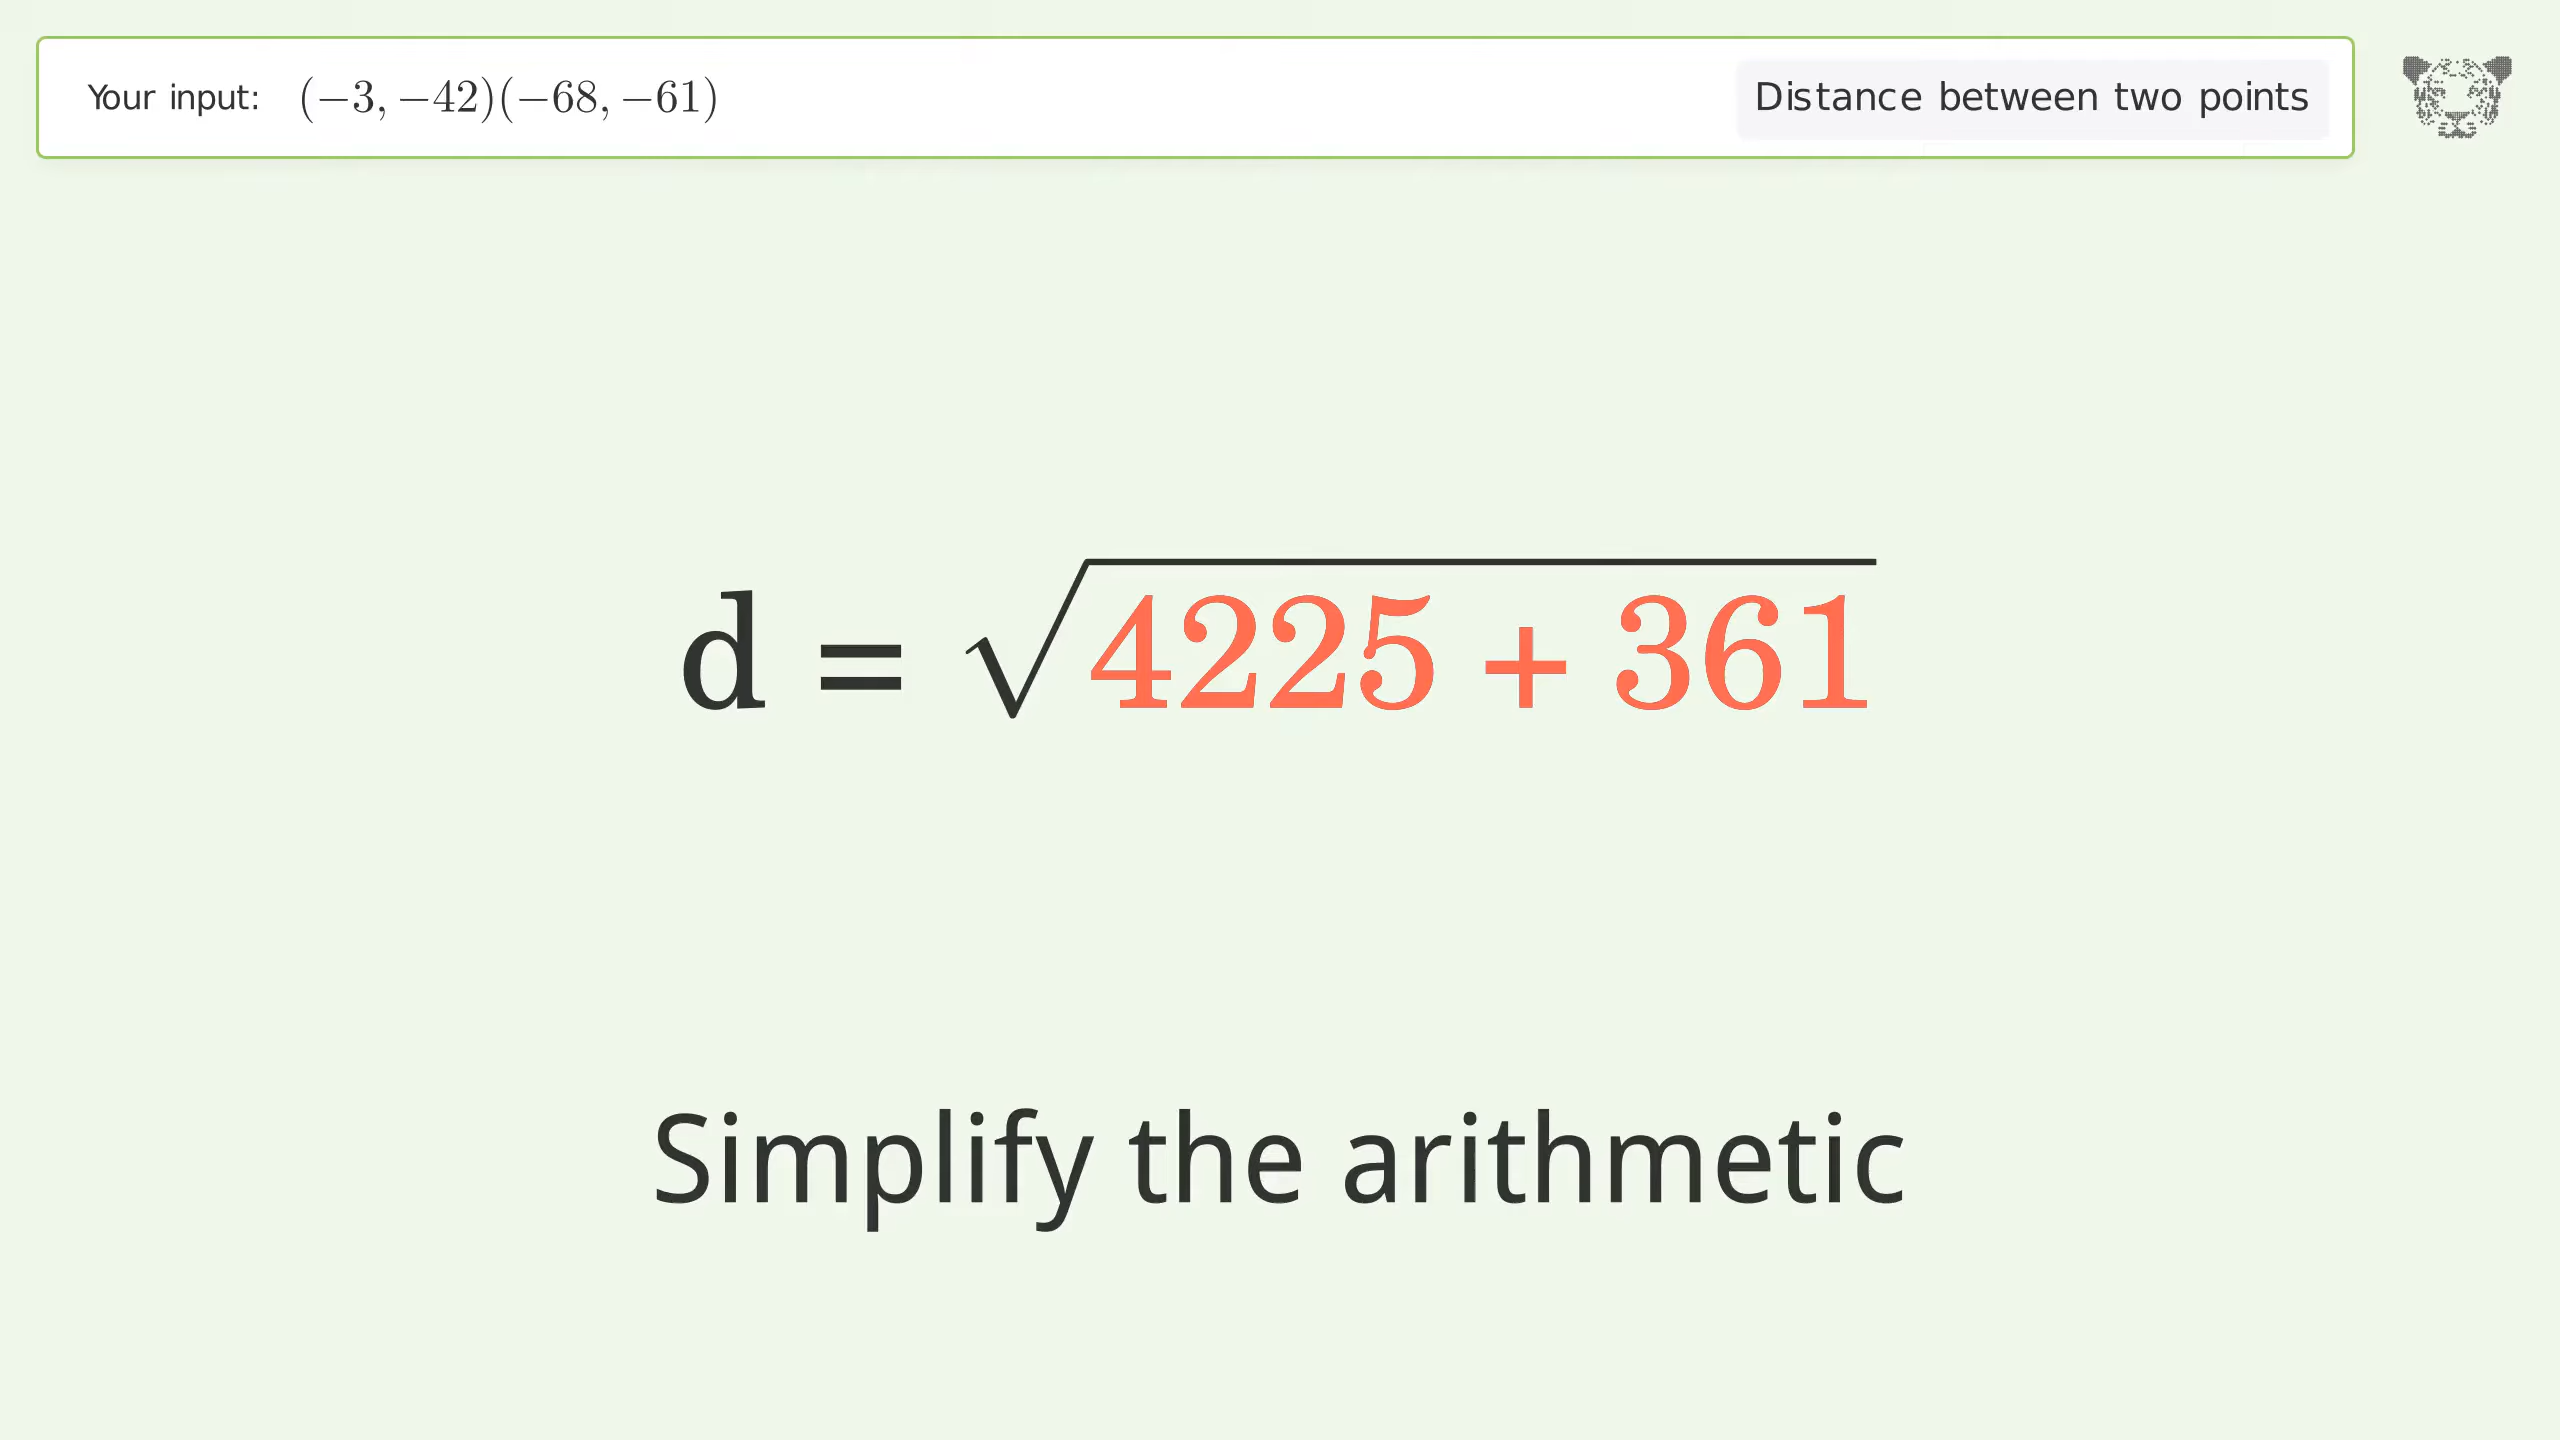 Your input: (−3, −42)(−68, −61) Distance between two points
d = √4225 + 361
Simplify the arithmetic